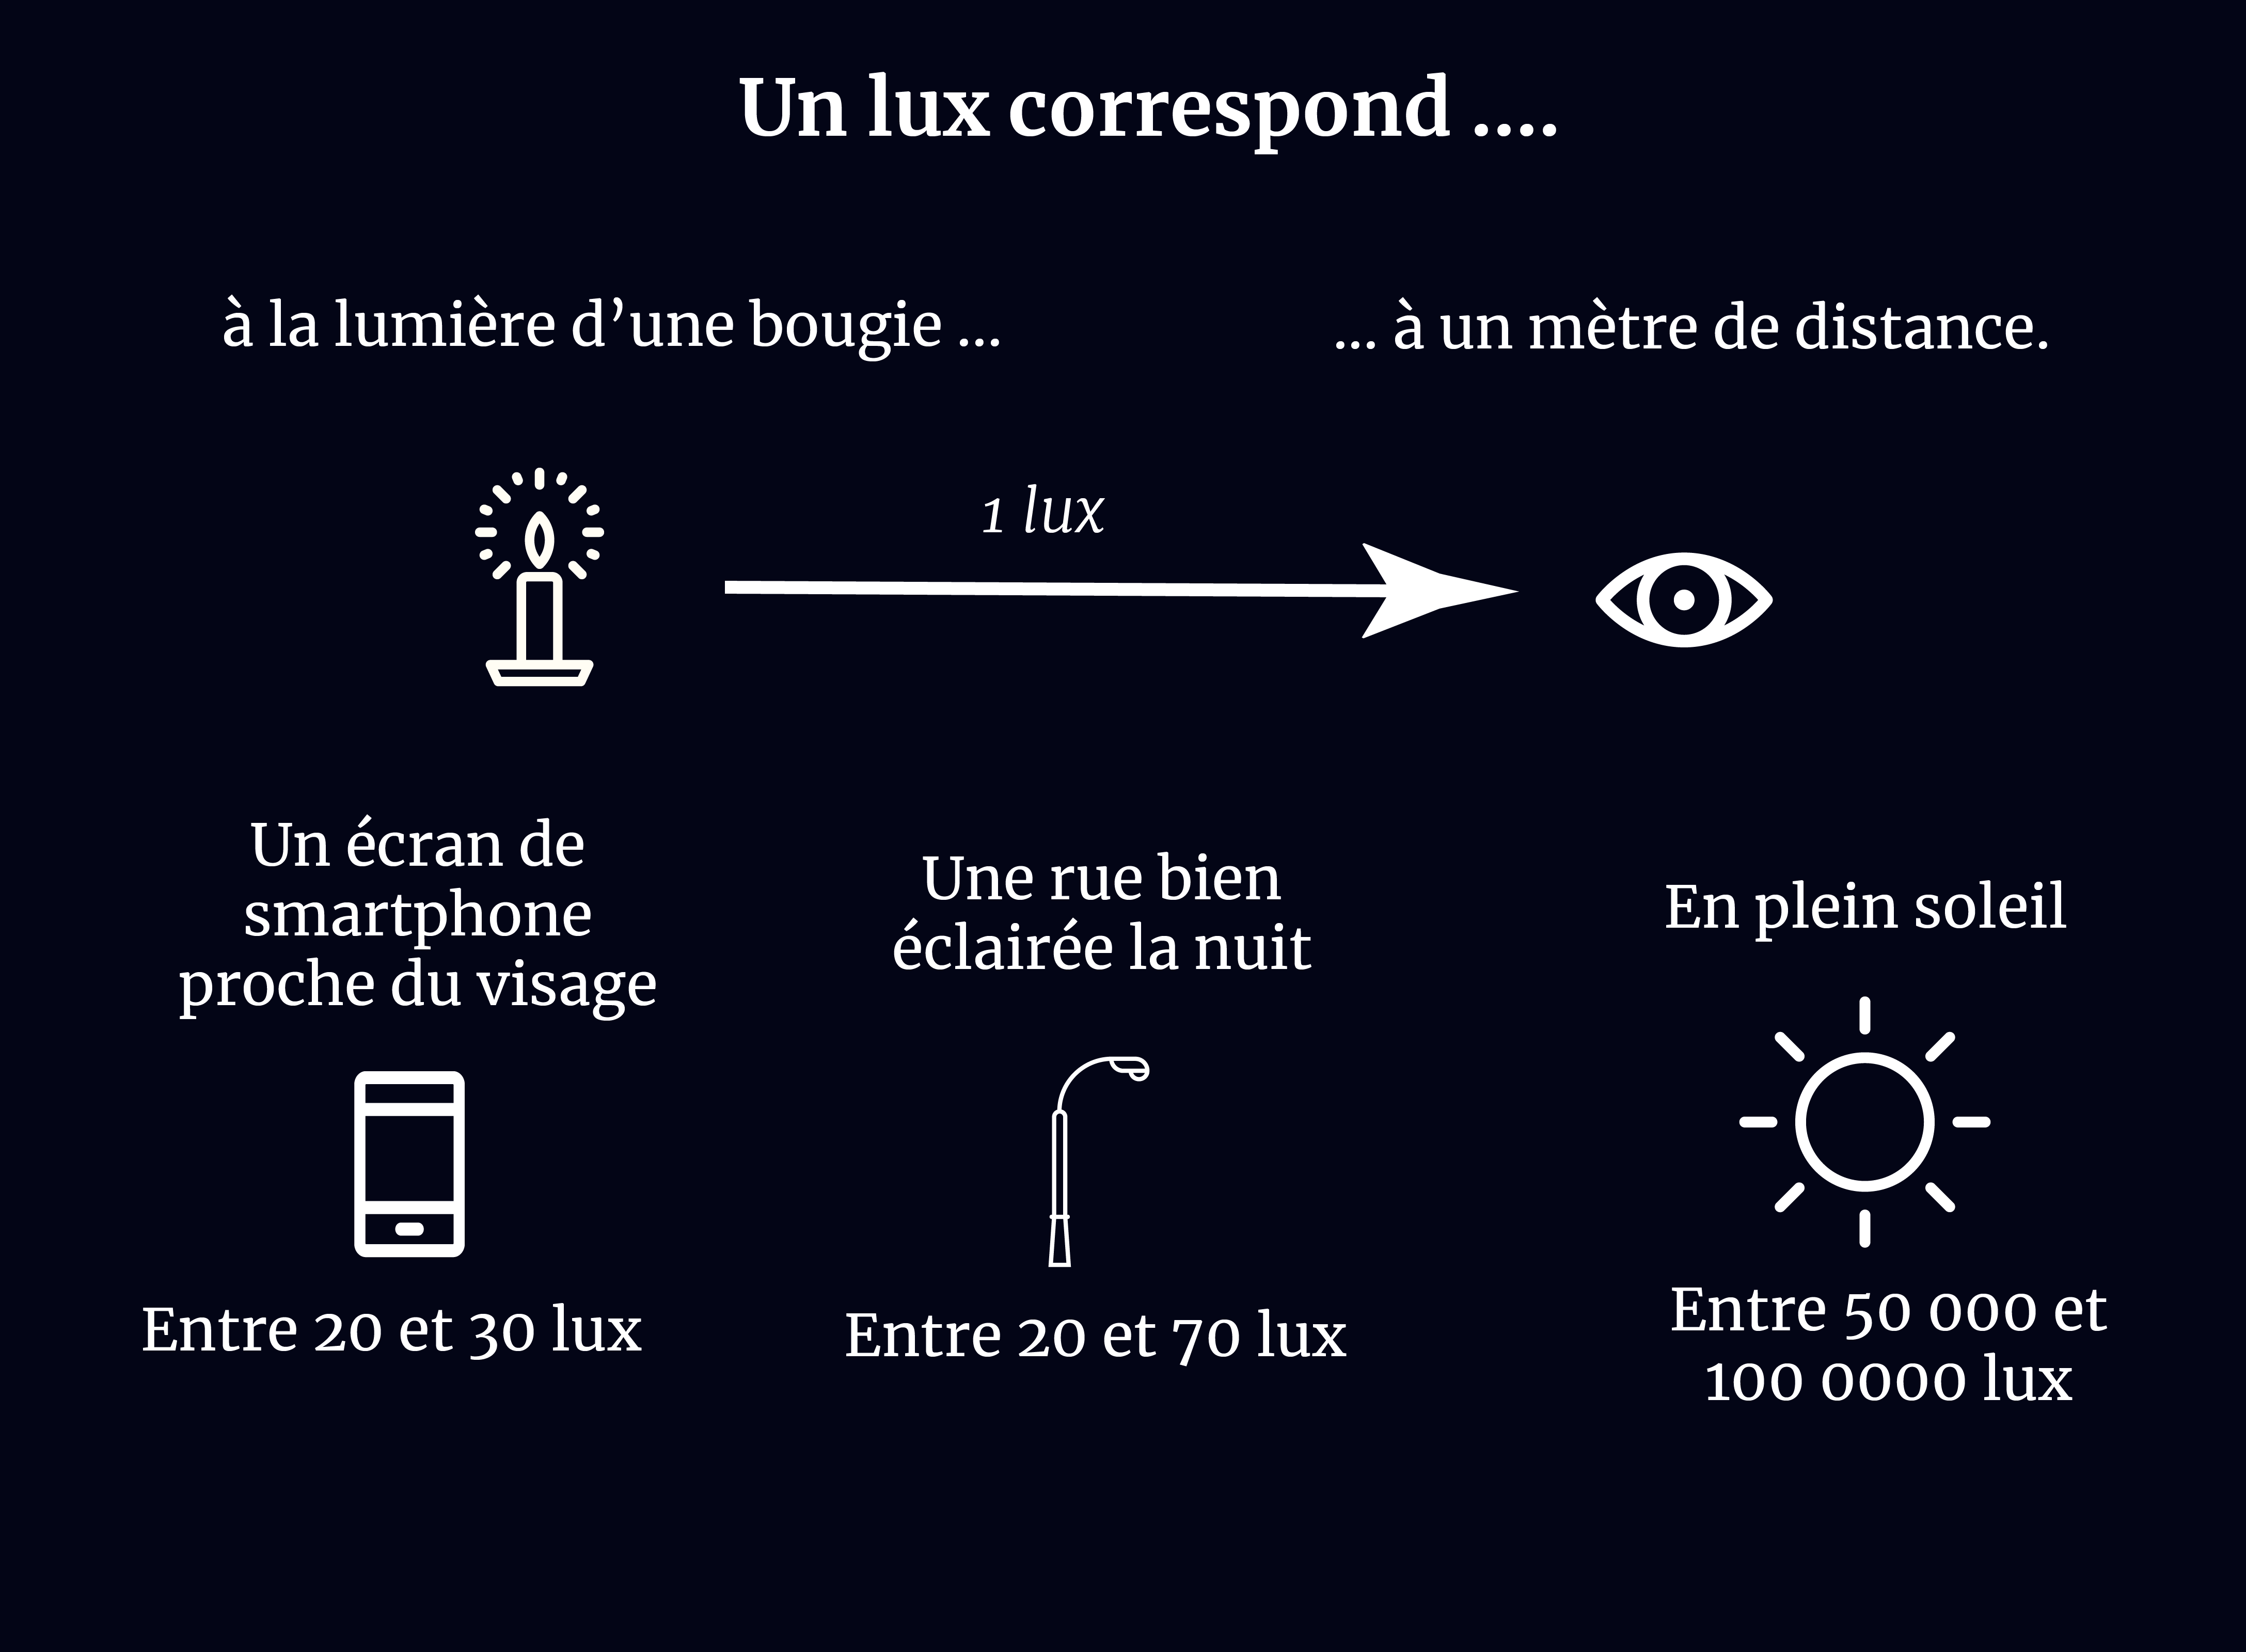 Un lux correspond ....
à la lumière d’une bougie ...
... à un mètre de distance.
1 lux
Un écran de
smartphone
proche du visage
Entre 20 et 30 lux
Une rue bien
éclairée la nuit
Entre 20 et 70 lux
En plein soleil
Entre 50 000 et
100 0000 lux